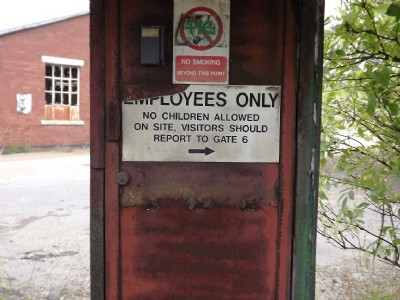 NO SMOKING
BEYOND THIS POINT
EMPLOYEES ONLY
NO CHILDREN ALLOWED
ON SITE, VISITORS SHOULD
REPORT TO GATE 6